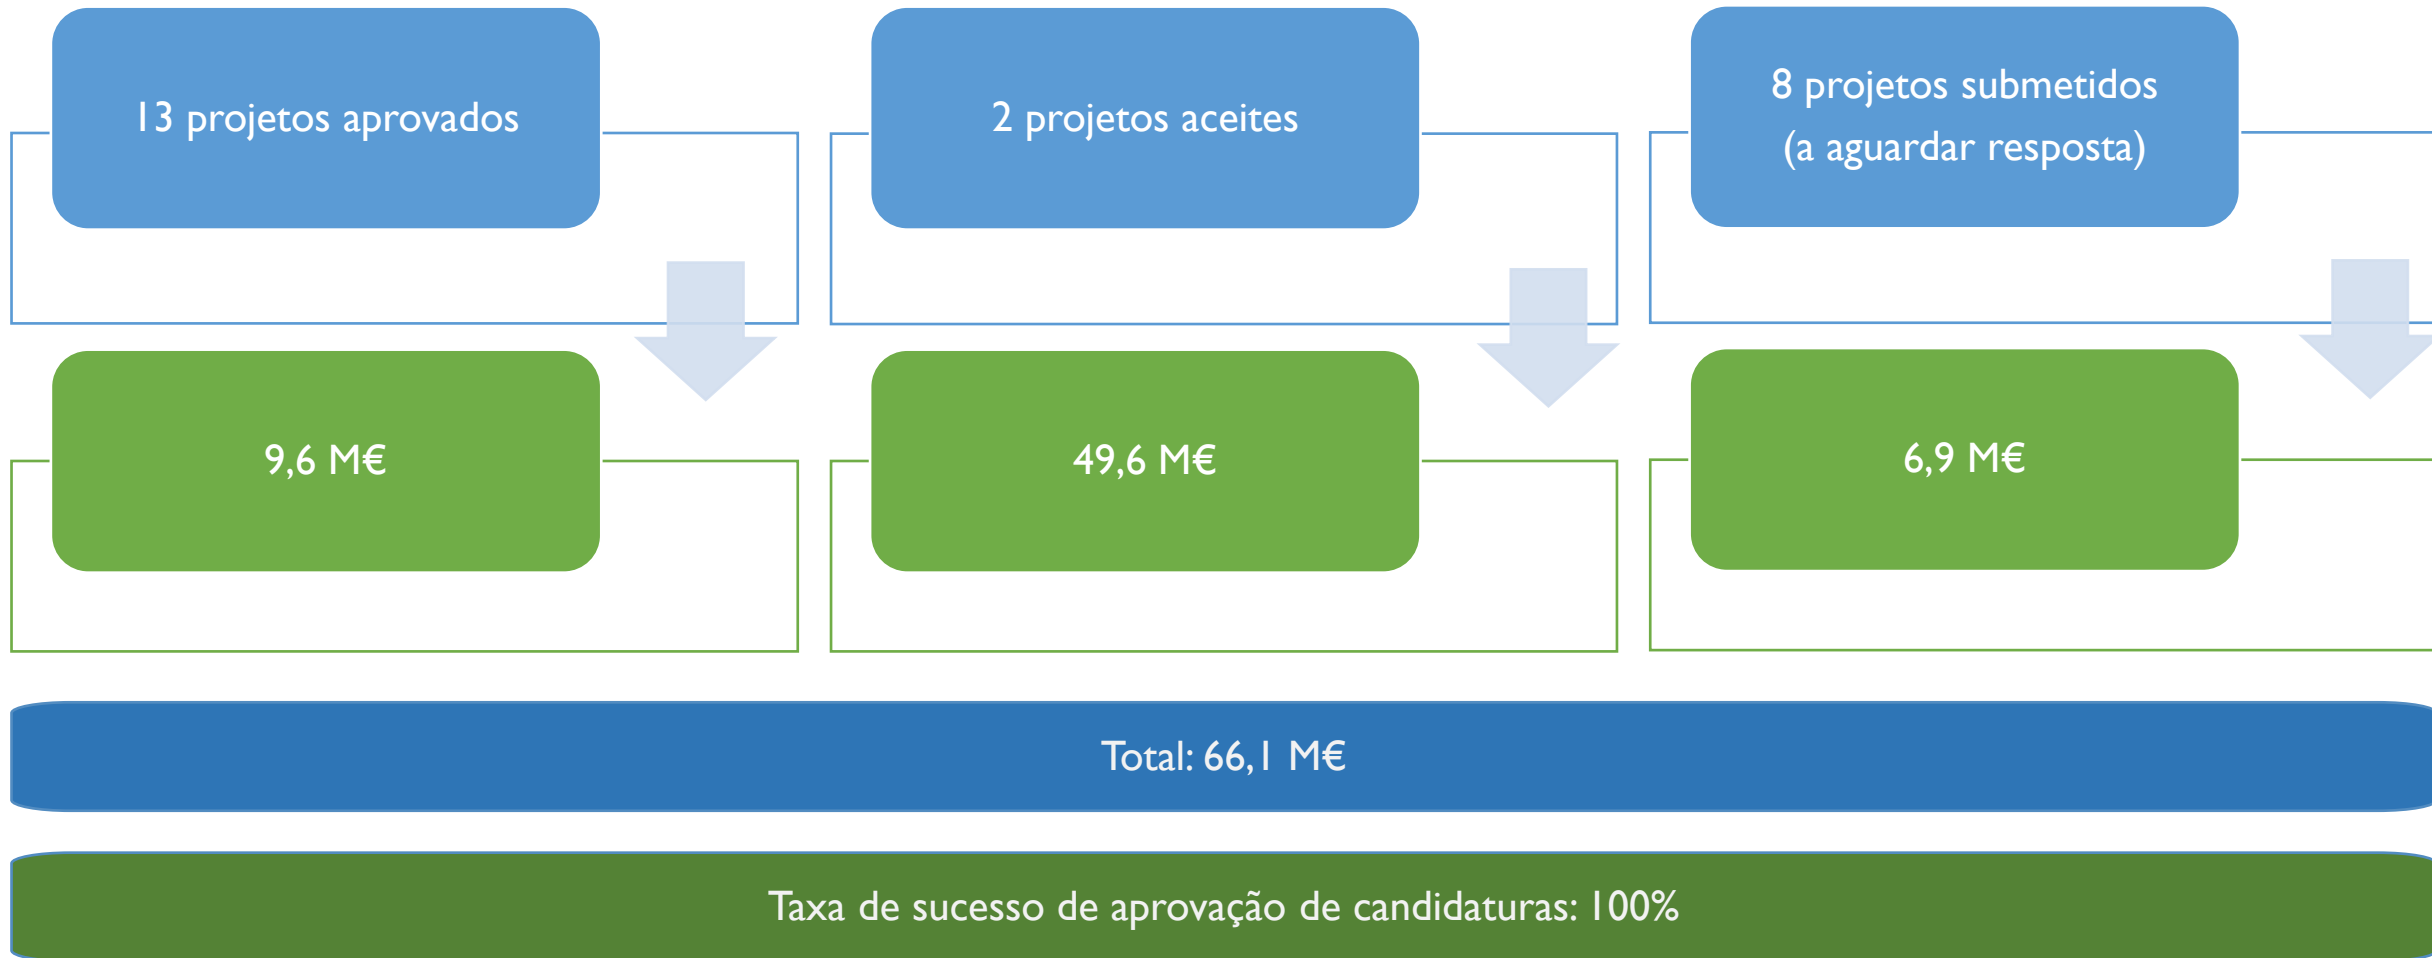 13 projetos aprovados
2 projetos aceites
8 projetos submetidos
(a aguardar resposta)
9,6 M€
49,6 M€
6,9 M€
Total: 66,1 M€
Taxa de sucesso de aprovação de candidaturas: 100%